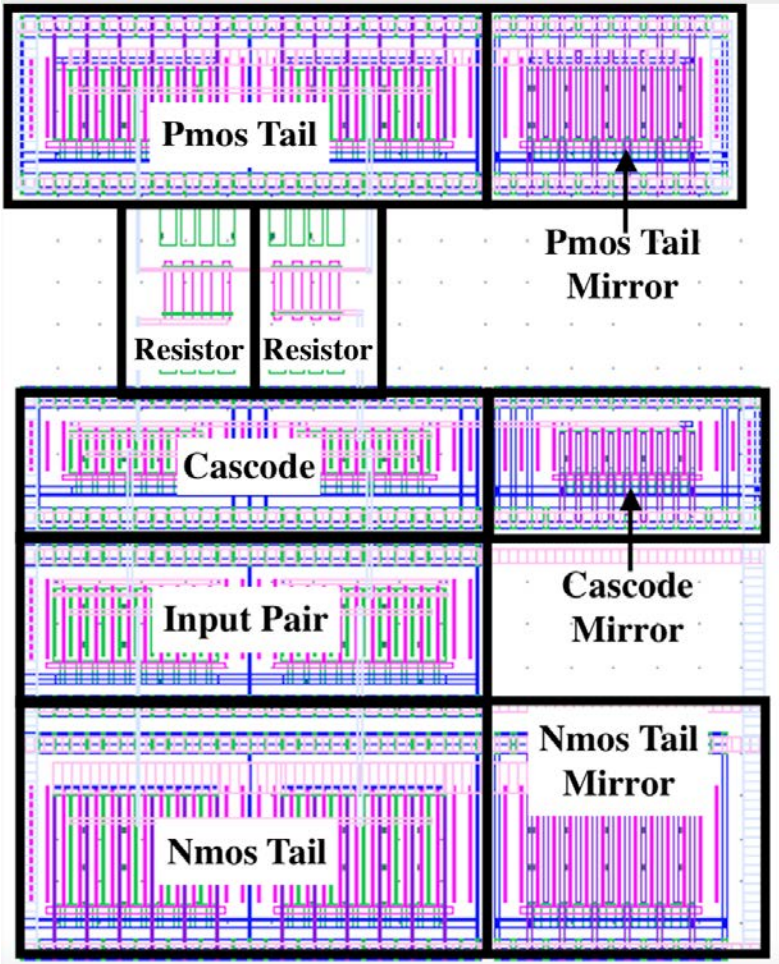 Pmos Tail
Pmos Tail
Mirror
Resistor
Resistor
Cascode
Cascode
Mirror
Input Pair
Nmos Tail
Mirror
Nmos Tail